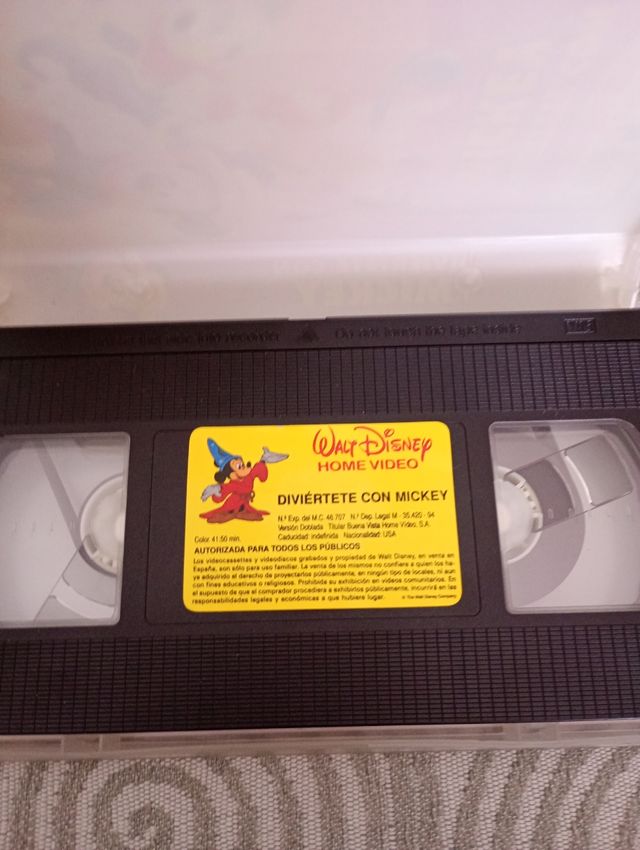 Do not touch the tape inside
VHS
WALT DISNEY
HOME VIDEO
DIVIÉRTETE CON MICKEY
N.º Exp. del M.C. 46.707 N.º Dep. Legal M - 35.420 - 94
Versión Doblada Titular Buena Vista Home Video, S.A.
Color. 41:50 min. Caducidad: indefinida Nacionalidad: USA
AUTORIZADA PARA TODOS LOS PÚBLICOS
Los videocassettes y videodiscos grabados y propiedad de Walt Disney, en venta en
España, son sólo para uso familiar. La venta de los mismos no confiere a quien los ha-
ya adquirido el derecho de proyectarlos públicamente, en ningún tipo de locales, ni aun
con fines educativos o religiosos. Prohibida su exhibición en videos comunitarios. En
el supuesto de que el comprador procediera a exhibirlos públicamente, incurrirá en las
responsabilidades legales y económicas a que hubiere lugar. © The Walt Disney Company